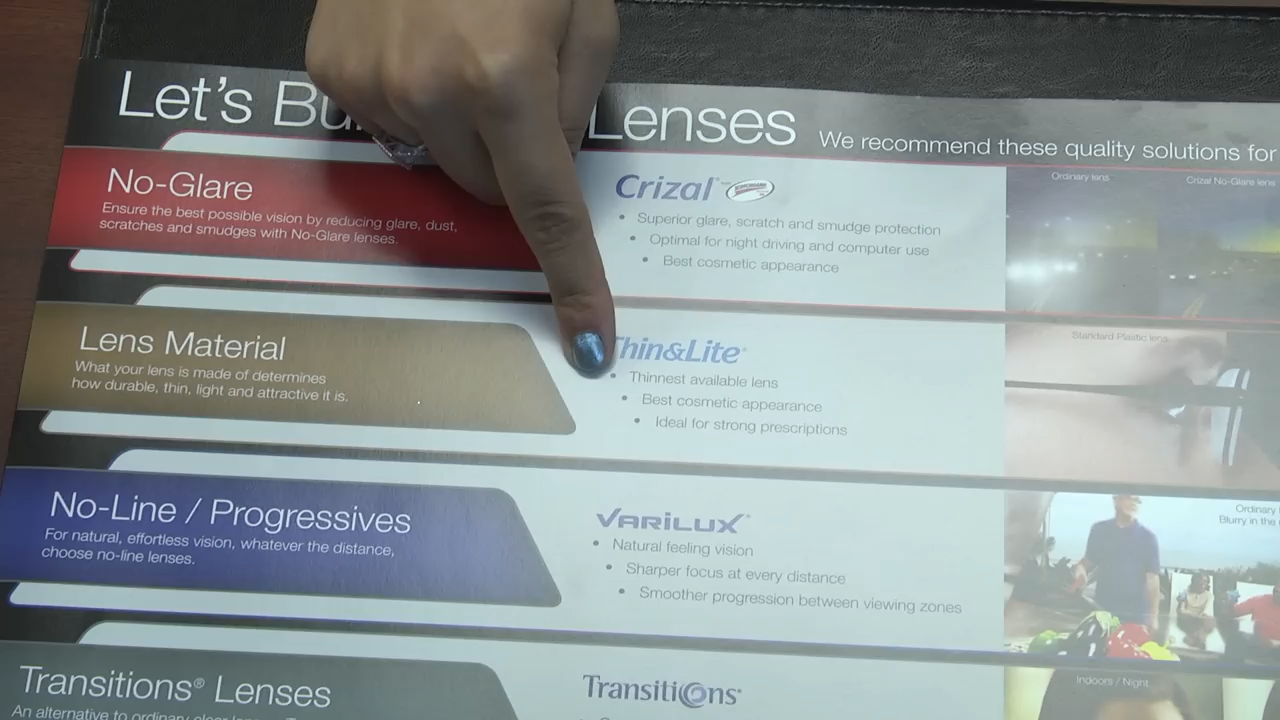 Let's Bu Lenses We recommend these quality solutions for
No-Glare
Ensure the best possible vision by reducing glare, dust,
scratches and smudges with No-Glare lenses.
Crizal
• Superior glare, scratch and smudge protection
• Optimal for night driving and computer use
• Best cosmetic appearance
Ordinary lens
Crizal No-Glare lens
Lens Material
What your lens is made of determines
how durable, thin, light and attractive it is.
Thin&Lite®
• Thinnest available lens
• Best cosmetic appearance
• Ideal for strong prescriptions
Standard Plastic lens
No-Line / Progressives
For natural, effortless vision, whatever the distance,
choose no-line lenses.
VARILUX®
• Natural feeling vision
• Sharper focus at every distance
• Smoother progression between viewing zones
Ordinary
Blurry in the
Transitions® Lenses
An alternative to ordinary clear
Transitions®
Indoors / Night